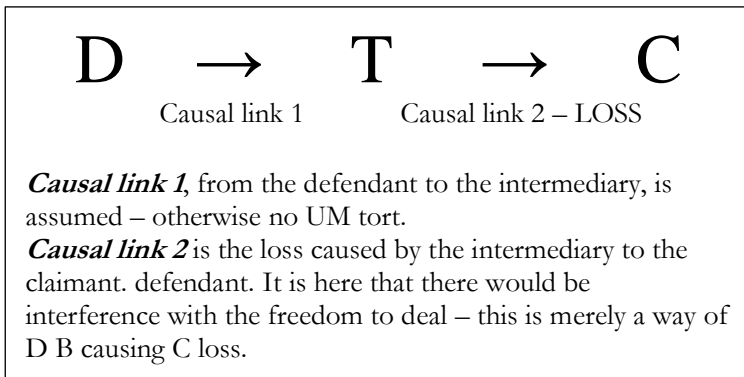 D → T → C
Causal link 1 Causal link 2 – LOSS
Causal link 1, from the defendant to the intermediary, is
assumed – otherwise no UM tort.
Causal link 2 is the loss caused by the intermediary to the
claimant. defendant. It is here that there would be
interference with the freedom to deal – this is merely a way of
D B causing C loss.